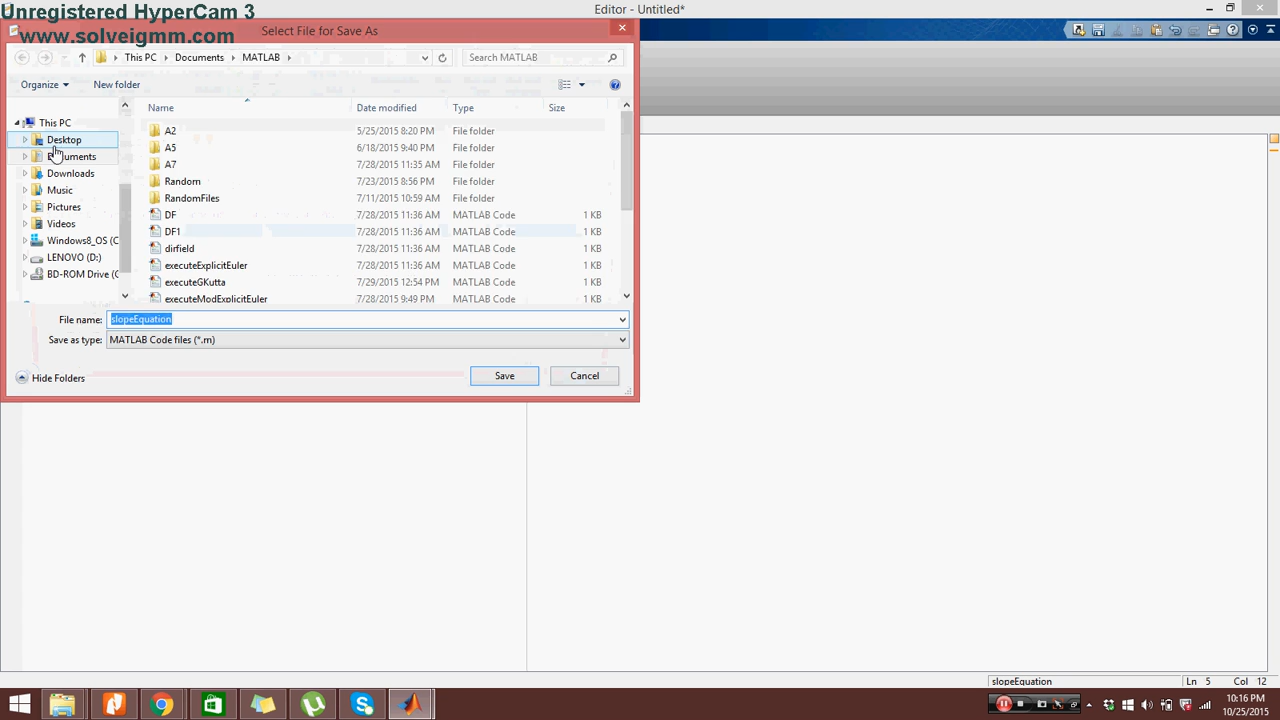 Unregistered HyperCam 3
www.solveigmm.com
Editor - Untitled*
Select File for Save As
This PC
Documents
MATLAB
Search MATLAB
Organize
New folder
Name
Date modified
Type
Size
This PC
Desktop
Downloads
Music
Pictures
Videos
Windows8_OS (C
LENOVO (D:)
BD-ROM Drive (G
A2 5/25/2015 8:20 PM File folder
A5 6/18/2015 9:40 PM File folder
A7 7/28/2015 11:35 AM File folder
Random 7/23/2015 8:56 PM File folder
RandomFiles 7/11/2015 10:59 AM File folder
DF 7/28/2015 11:36 AM MATLAB Code 1 KB
DF1 7/28/2015 11:36 AM MATLAB Code 1 KB
dirfield 7/28/2015 11:36 AM MATLAB Code 1 KB
executeExplicitEuler 7/28/2015 11:36 AM MATLAB Code 1 KB
executeGKutta 7/29/2015 12:54 PM MATLAB Code 1 KB
executeModExplicitEuler 7/28/2015 9:49 PM MATLAB Code 1 KB
File name: slopeEquation
Save as type: MATLAB Code files (*.m)
Hide Folders
Save
Cancel
slopeEquation
Ln 5 Col 12
10:16 PM
10/25/2015